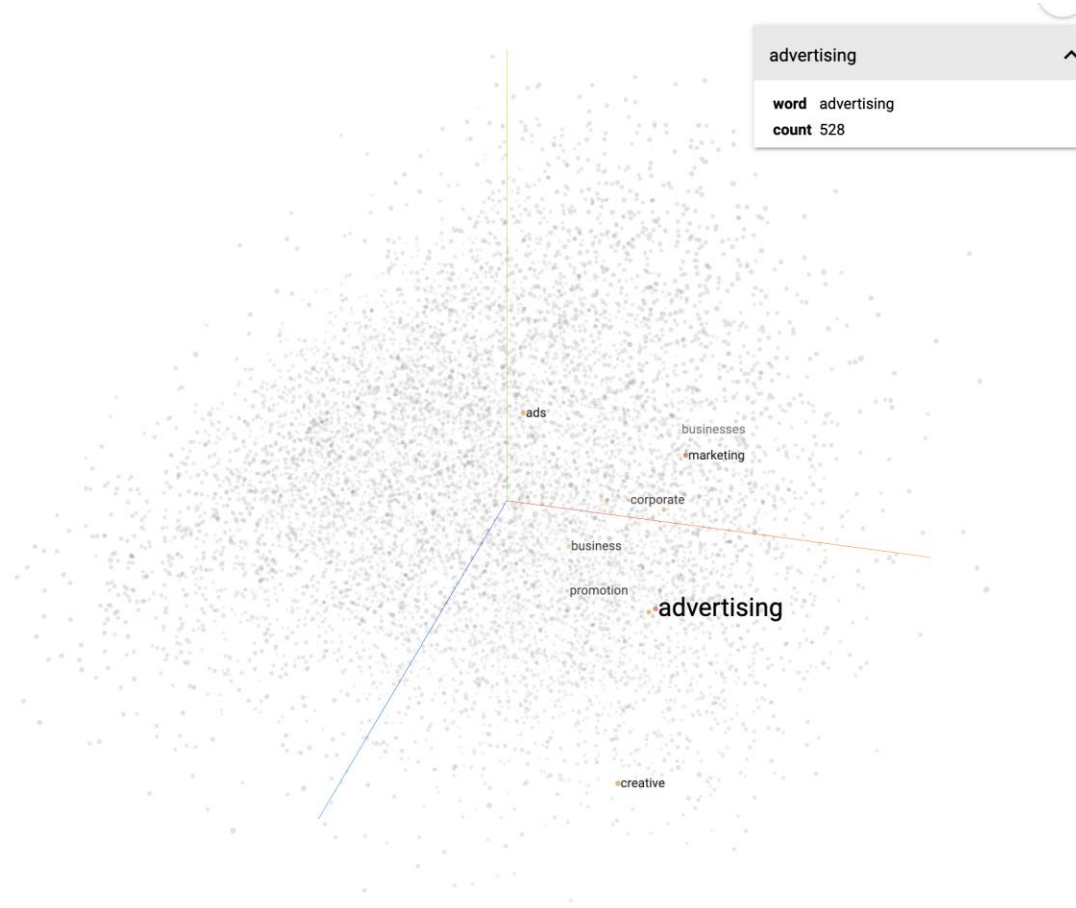 advertising
word advertising
count 528
ads
businesses
marketing
corporate
business
promotion
advertising
creative